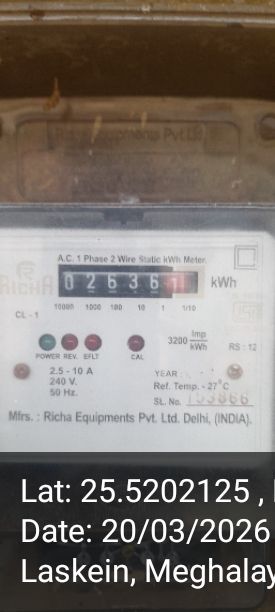 A.C. 1 Phase 2 Wire Static kWh Meter.
RICHA
0 2 6 3 6
kWh
10000 1000 100 10 1 1/10
CL - 1
3200 Imp
kWh
RS : 12
POWER REV. EFLT CAL
2.5 - 10 A
240 V.
50 Hz.
YEAR :
Ref. Temp. - 27°C
SL. No.
Mfrs. : Richa Equipments Pvt. Ltd. Delhi, (INDIA).
Lat: 25.5202125 ,
Date: 20/03/2026
Laskein, Meghalay